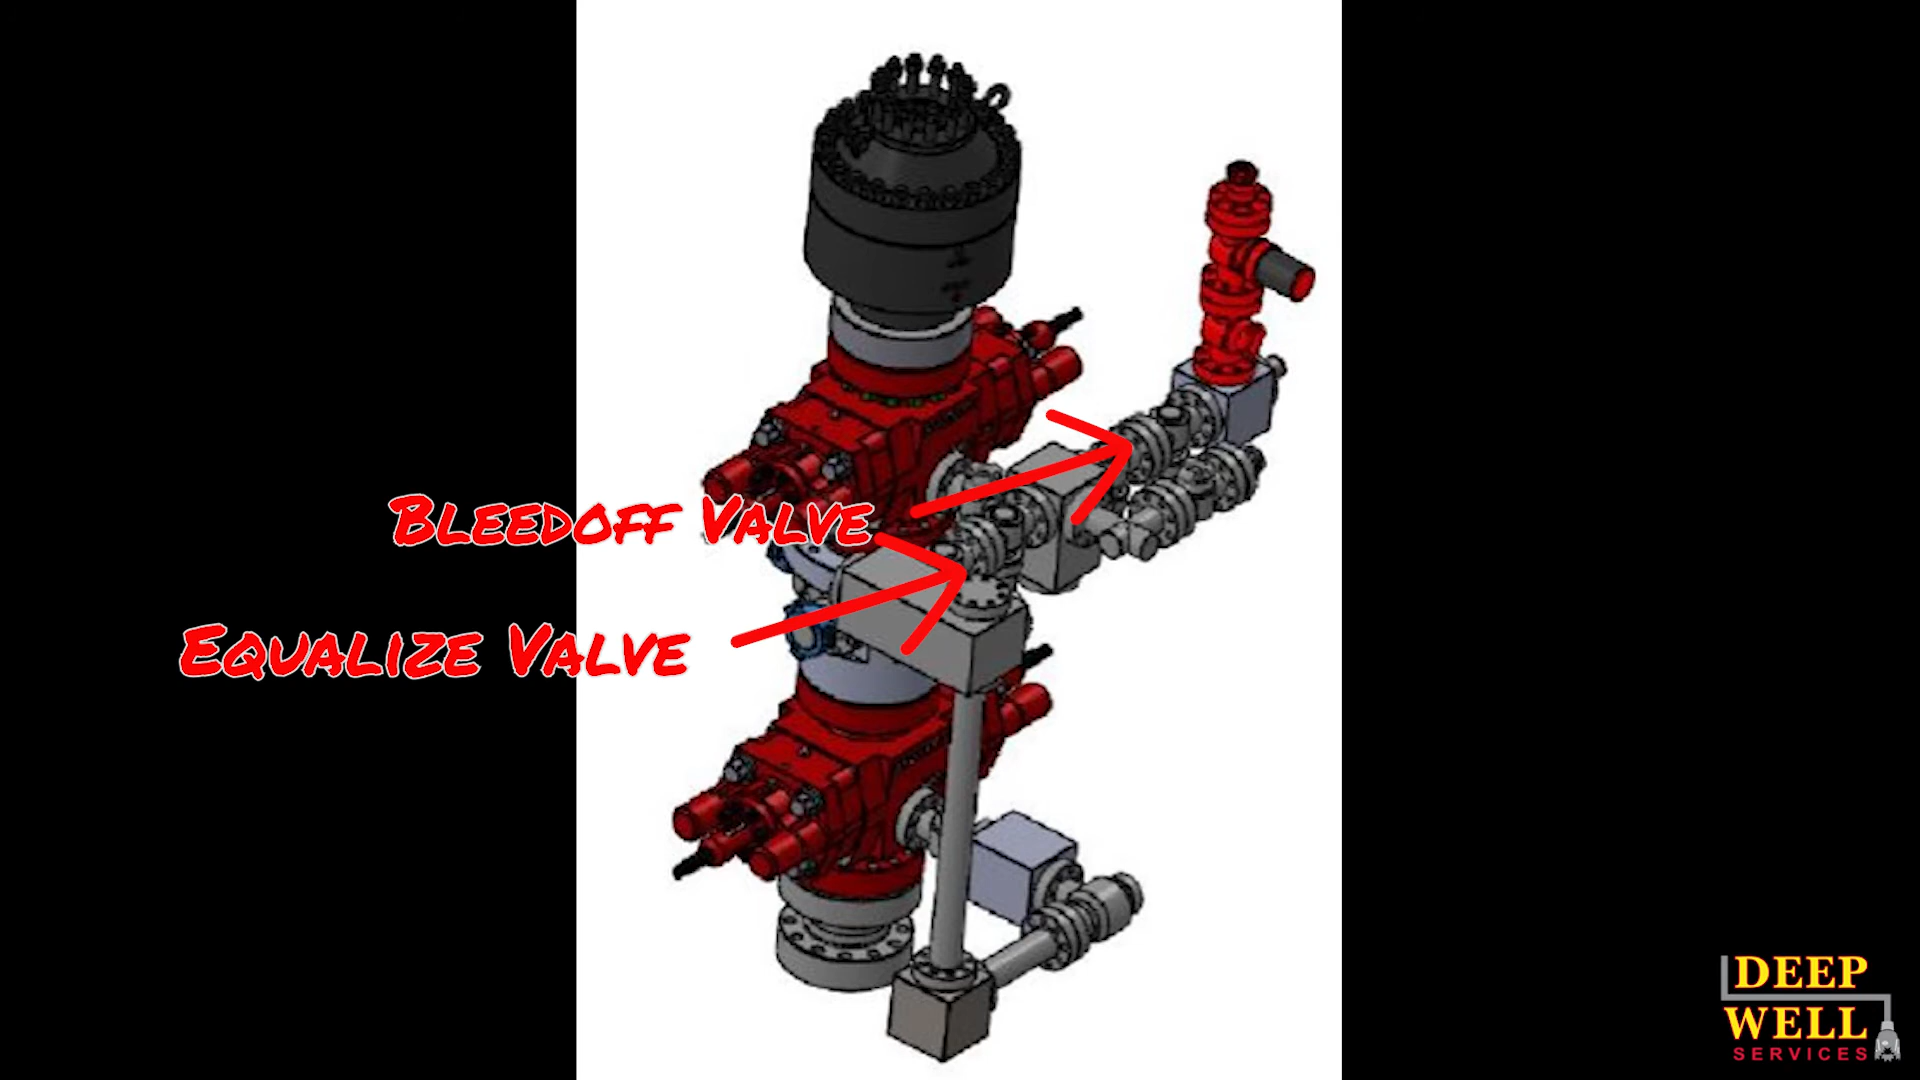 Bleedoff Valve
Equalize Valve
DEEP
WELL
SERVICES